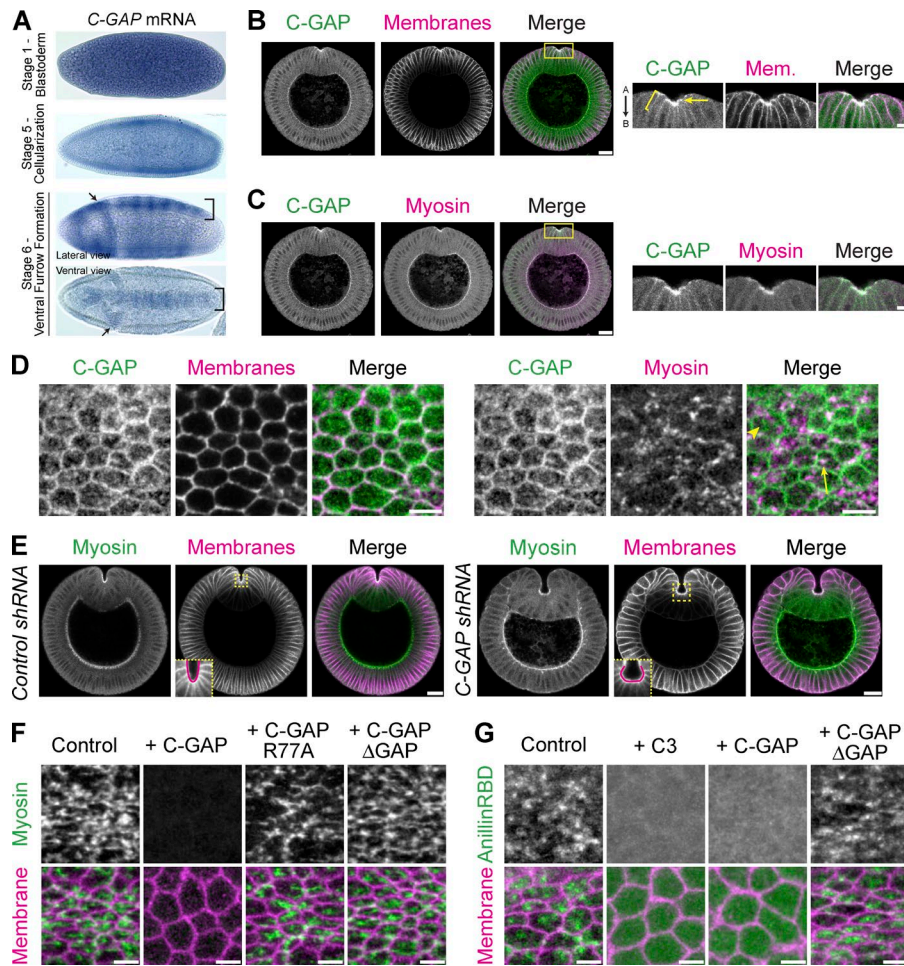 A
C-GAP mRNA
Stage 1 -
Blastoderm
Stage 5 -
Cellularization
Stage 6 -
Ventral Furrow Formation
Lateral view
Ventral view
B
C-GAP Membranes Merge
C-GAP Mem. Merge
A
B
C
C-GAP Myosin Merge
C-GAP Myosin Merge
D
C-GAP Membranes Merge
C-GAP Myosin Merge
E
Myosin Membranes Merge
Control shRNA
Myosin Membranes Merge
C-GAP shRNA
F
Control + C-GAP + C-GAP R77A + C-GAP ΔGAP
Myosin
Membrane
G
Control + C3 + C-GAP + C-GAP ΔGAP
AnillinRBD
Membrane